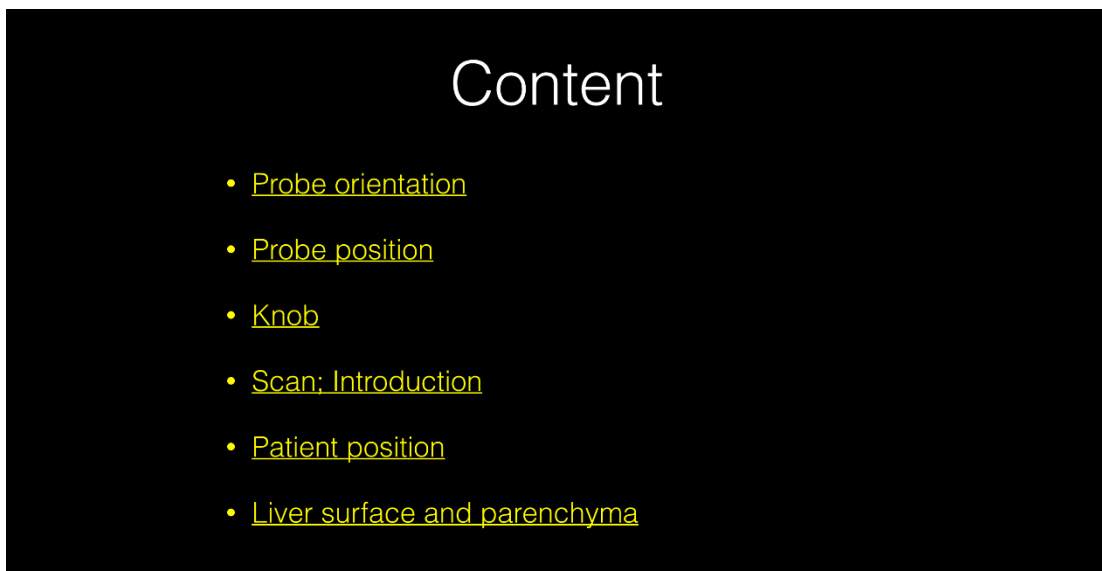 Content
• Probe orientation
• Probe position
• Knob
• Scan; Introduction
• Patient position
• Liver surface and parenchyma